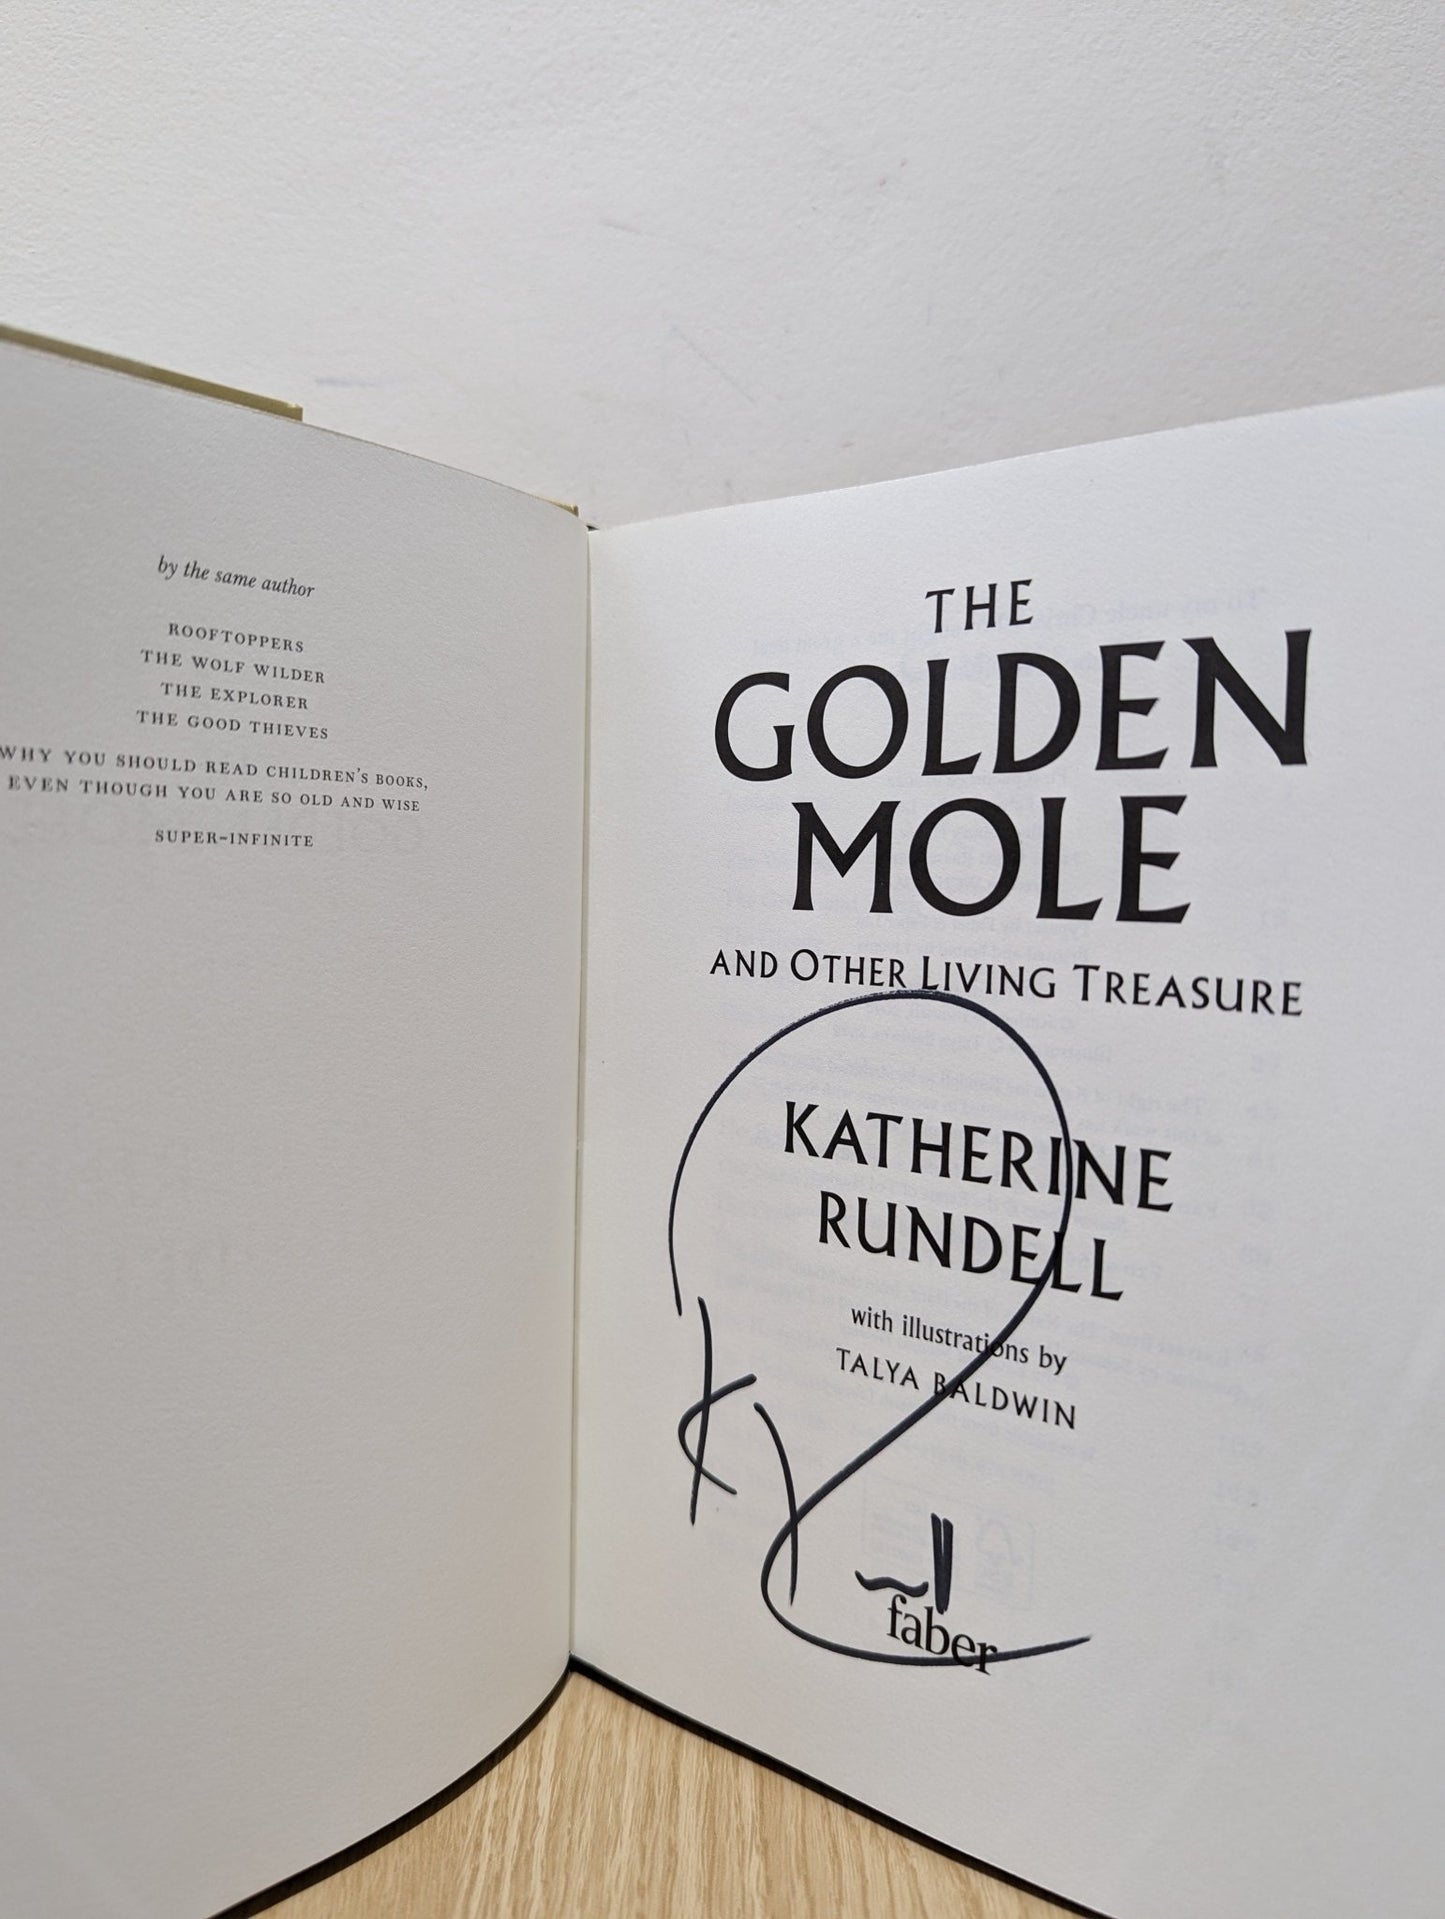 by the same author
ROOFTOPPERS
THE WOLF WILDER
THE EXPLORER
THE GOOD THIEVES
WHY YOU SHOULD READ CHILDREN'S BOOKS,
EVEN THOUGH YOU ARE SO OLD AND WISE
SUPER-INFINITE
THE
GOLDEN
MOLE
AND OTHER LIVING TREASURE
KATHERINE
RUNDELL
with illustrations by
TALYA BALDWIN
faber